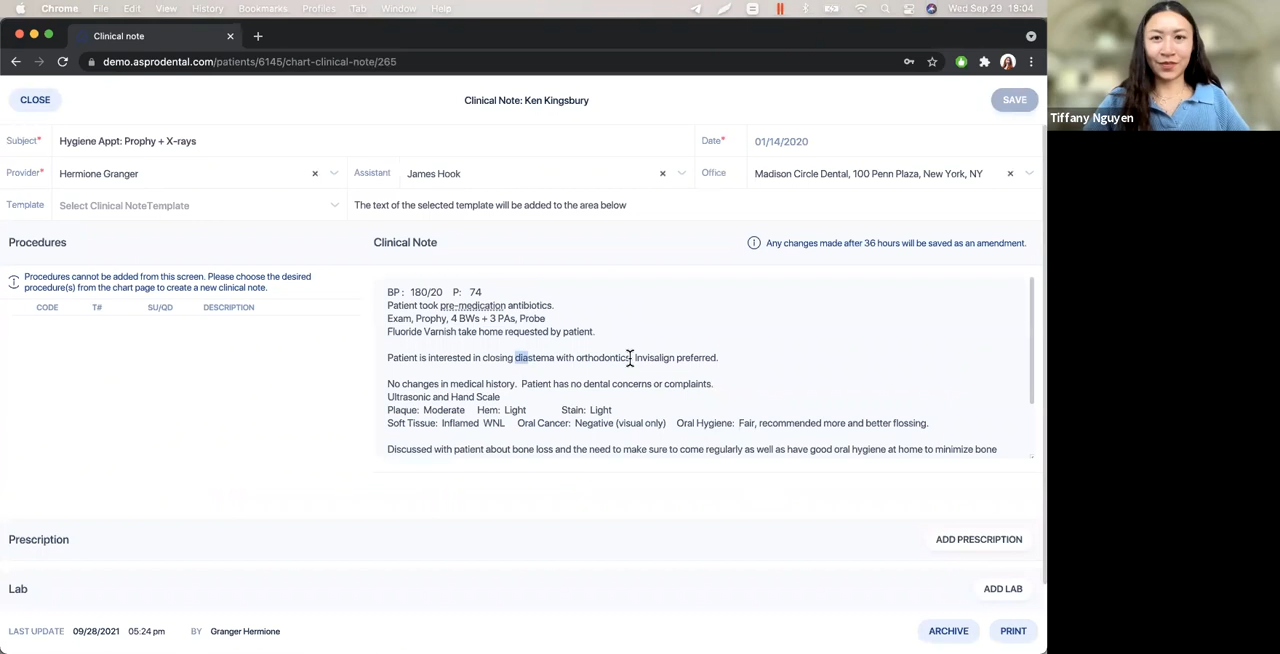 Chrome File Edit View History Bookmarks Profiles Tab Window Help Wed Sep 29 18:04
Clinical note
demo.asprodental.com/patients/6145/chart-clinical-note/265
Tiffany Nguyen
CLOSE Clinical Note: Ken Kingsbury SAVE
Subject* Hygiene Appt: Prophy + X-rays Date* 01/14/2020
Provider* Hermione Granger Assistant James Hook Office Madison Circle Dental, 100 Penn Plaza, New York, NY
Template Select Clinical NoteTemplate The text of the selected template will be added to the area below
Procedures Clinical Note Any changes made after 36 hours will be saved as an amendment.
Procedures cannot be added from this screen. Please choose the desired
procedure(s) from the chart page to create a new clinical note.
CODE T# SU/QD DESCRIPTION
BP : 180/20 P: 74
Patient took pre-medication antibiotics.
Exam, Prophy, 4 BWs + 3 PAs, Probe
Fluoride Varnish take home requested by patient.
Patient is interested in closing diastema with orthodontics. Invisalign preferred.
No changes in medical history. Patient has no dental concerns or complaints.
Ultrasonic and Hand Scale
Plaque: Moderate Hem: Light Stain: Light
Soft Tissue: Inflamed WNL Oral Cancer: Negative (visual only) Oral Hygiene: Fair, recommended more and better flossing.
Discussed with patient about bone loss and the need to make sure to come regularly as well as have good oral hygiene at home to minimize bone
Prescription ADD PRESCRIPTION
Lab ADD LAB
LAST UPDATE 09/28/2021 05:24 pm BY Granger Hermione ARCHIVE PRINT